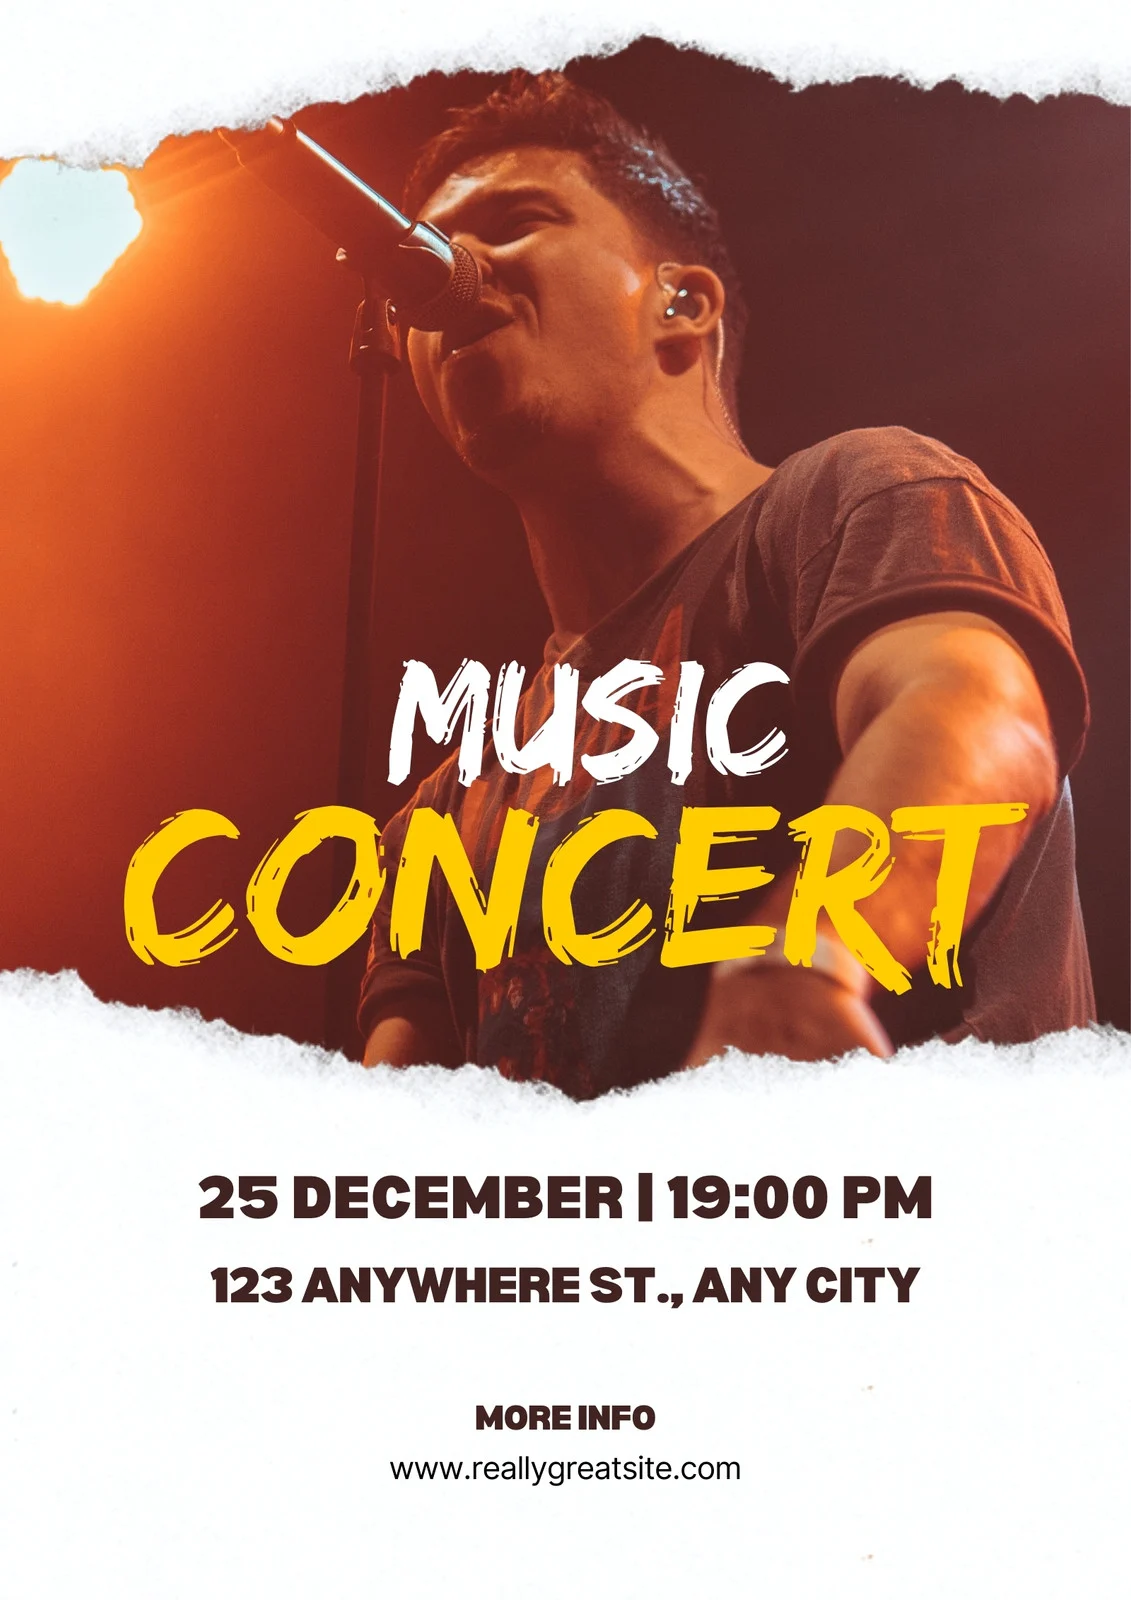 MUSIC
CONCERT
25 DECEMBER | 19:00 PM
123 ANYWHERE ST., ANY CITY
MORE INFO
www.reallygreatsite.com